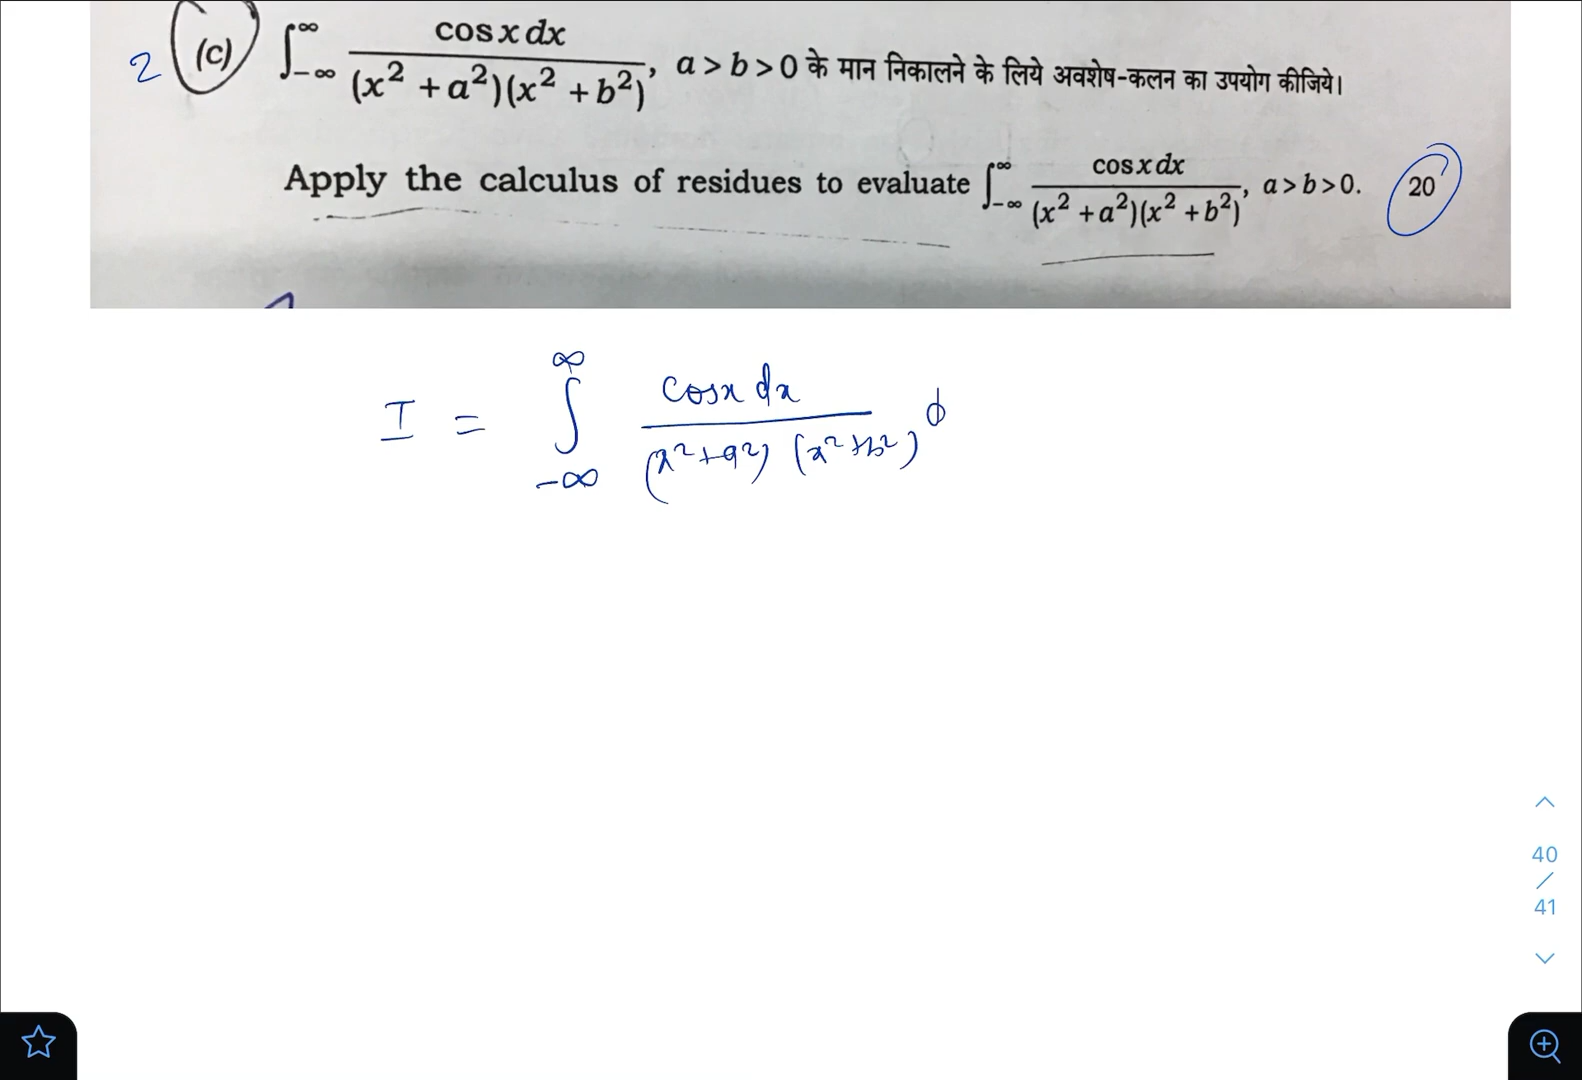 2 (c) ∫_{-∞}^{∞} cos x dx / (x² + a²)(x² + b²), a > b > 0 के मान निकालने के लिये अवशेष-कलन का उपयोग कीजिये।
Apply the calculus of residues to evaluate ∫_{-∞}^{∞} cos x dx / (x² + a²)(x² + b²), a > b > 0. 20
I = ∫_{-∞}^{∞} cosx dx / (x² + a²) (x² + b²)
40
/
41